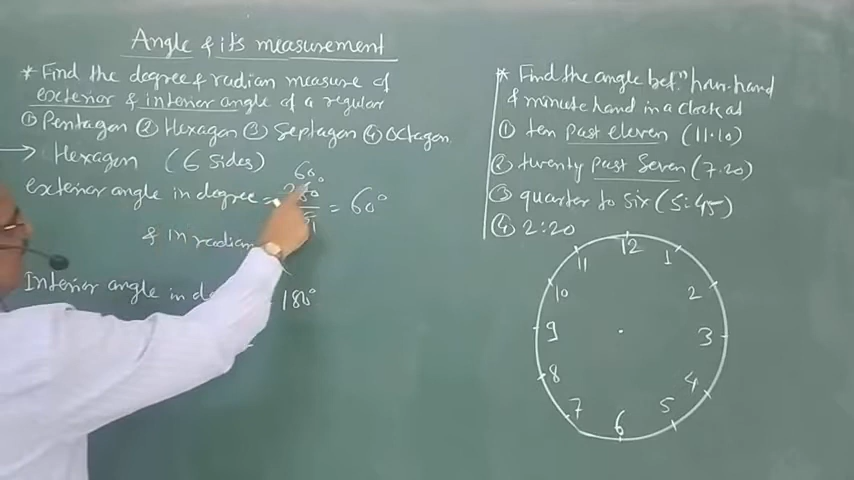 Angle & its measurement
* Find the degree & radian measure of
exterior & interior angle of a regular
① Pentagon ② Hexagon ③ Septagon ④ Octagon
→ Hexagon (6 sides)
60
exterior angle in degree = = 60°
& in radian
Interior angle in 180°
* Find the angle betⁿ hour hand
& minute hand in a clock at
① ten past eleven (11.10)
② twenty past seven (7.20)
③ quarter to six (5:45)
④ 2:20
12
11 1
10 2
9 3
8 4
7 5
6